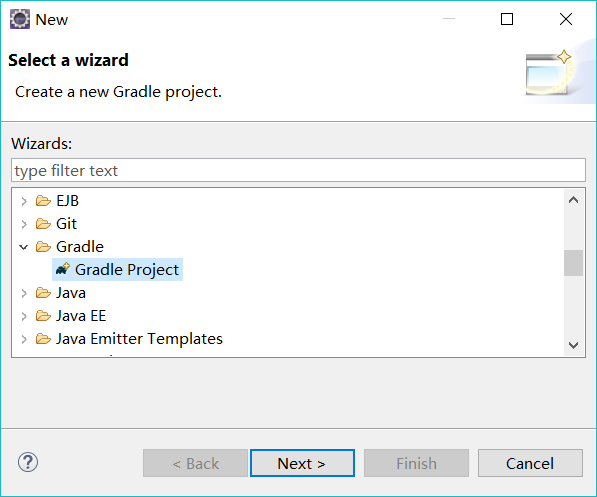 New
Select a wizard
Create a new Gradle project.
Wizards:
type filter text
EJB
Git
Gradle
Gradle Project
Java
Java EE
Java Emitter Templates
?
< Back
Next >
Finish
Cancel